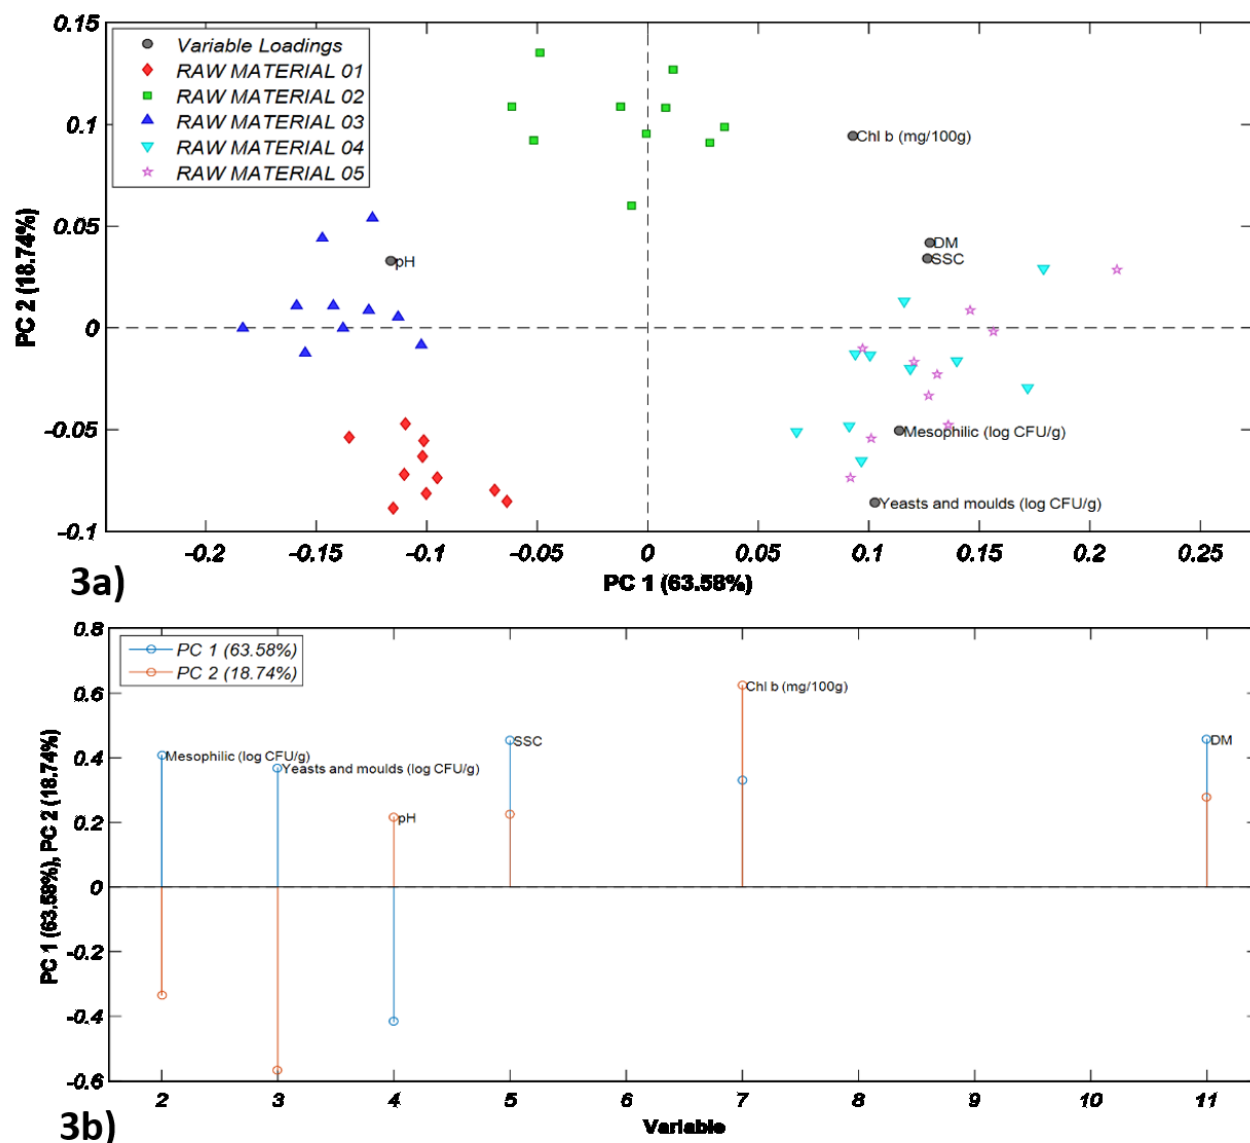 0.15
0.1
0.05
0
-0.05
-0.1
PC 2 (18.74%)
Variable Loadings
RAW MATERIAL 01
RAW MATERIAL 02
RAW MATERIAL 03
RAW MATERIAL 04
RAW MATERIAL 05
Chl b (mg/100g)
DM
SSC
pH
Mesophilic (log CFU/g)
Yeasts and moulds (log CFU/g)
-0.2 -0.15 -0.1 -0.05 0 0.05 0.1 0.15 0.2 0.25
PC 1 (63.58%)
3a)
0.8
0.6
0.4
0.2
0
-0.2
-0.4
-0.6
PC 1 (63.58%), PC 2 (18.74%)
PC 1 (63.58%)
PC 2 (18.74%)
Chl b (mg/100g)
SSC
DM
Mesophilic (log CFU/g)
Yeasts and moulds (log CFU/g)
pH
2 3 4 5 6 7 8 9 10 11
Variable
3b)